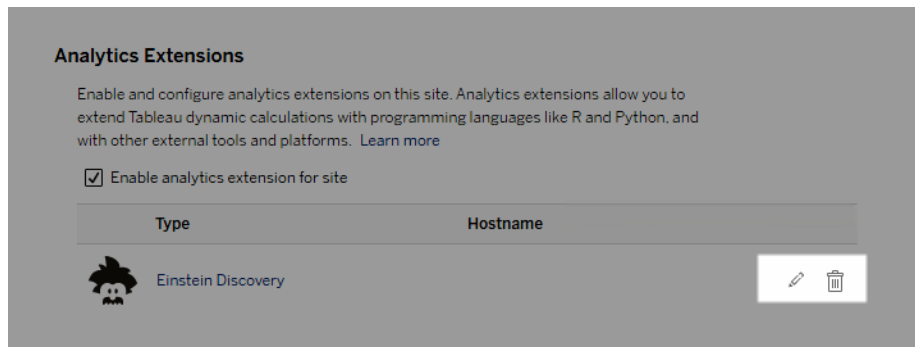 Analytics Extensions
Enable and configure analytics extensions on this site. Analytics extensions allow you to
extend Tableau dynamic calculations with programming languages like R and Python, and
with other external tools and platforms. Learn more
Enable analytics extension for site
Type Hostname
Einstein Discovery